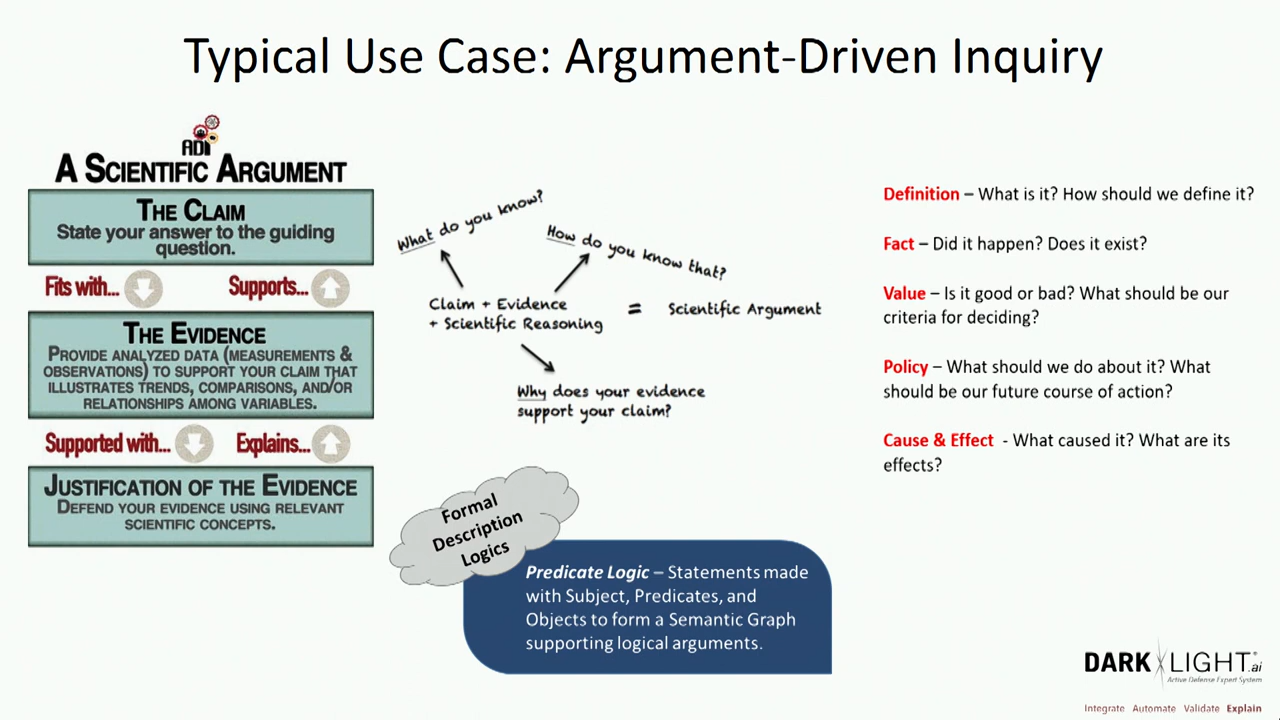 Typical Use Case: Argument-Driven Inquiry
ADI
A SCIENTIFIC ARGUMENT
THE CLAIM
State your answer to the guiding
question.
Fits with... Supports...
THE EVIDENCE
PROVIDE ANALYZED DATA (MEASUREMENTS &
OBSERVATIONS) TO SUPPORT YOUR CLAIM THAT
ILLUSTRATES TRENDS, COMPARISONS, AND/OR
RELATIONSHIPS AMONG VARIABLES.
Supported with... Explains...
JUSTIFICATION OF THE EVIDENCE
DEFEND YOUR EVIDENCE USING RELEVANT
SCIENTIFIC CONCEPTS.
What do you know?
How do you know that?
Claim + Evidence
+ Scientific Reasoning
= Scientific Argument
Why does your evidence
support your claim?
Formal
Description
Logics
Predicate Logic – Statements made
with Subject, Predicates, and
Objects to form a Semantic Graph
supporting logical arguments.
Definition – What is it? How should we define it?
Fact – Did it happen? Does it exist?
Value – Is it good or bad? What should be our
criteria for deciding?
Policy – What should we do about it? What
should be our future course of action?
Cause & Effect - What caused it? What are its
effects?
DARK LIGHT®.ai
Active Defense Expert System
Integrate Automate Validate Explain